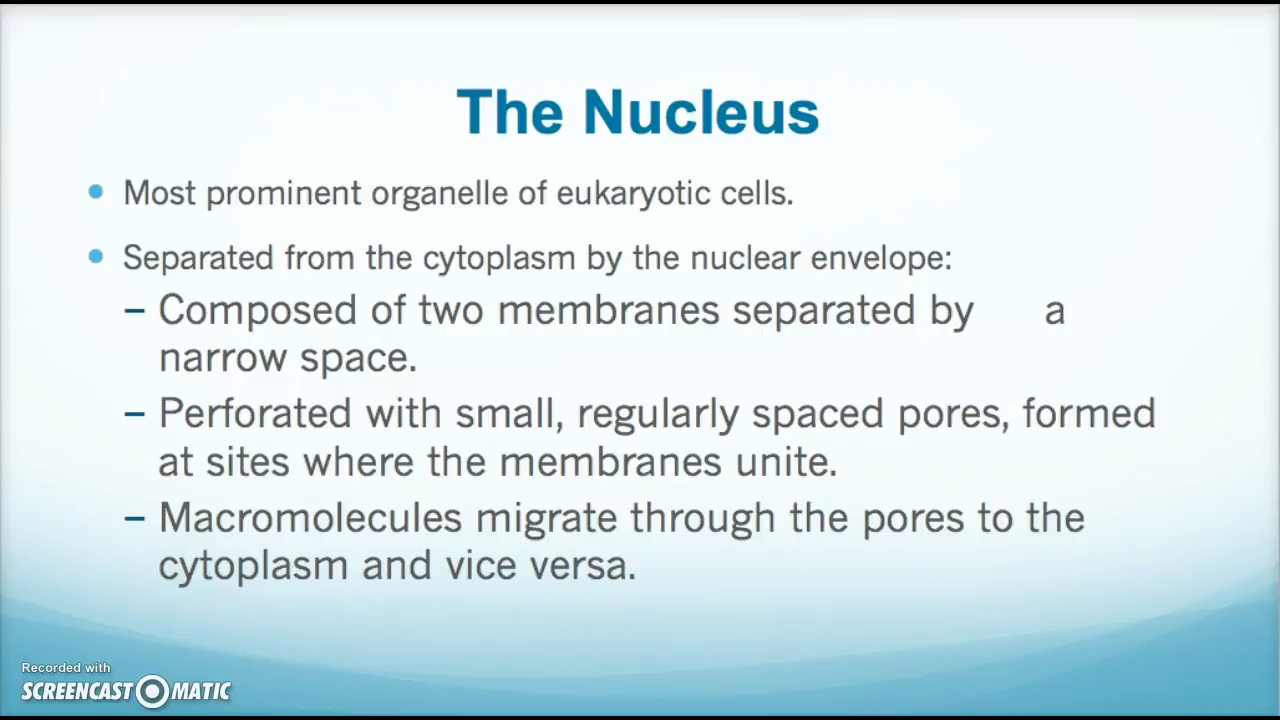 The Nucleus
• Most prominent organelle of eukaryotic cells.
• Separated from the cytoplasm by the nuclear envelope:
– Composed of two membranes separated by a
narrow space.
– Perforated with small, regularly spaced pores, formed
at sites where the membranes unite.
– Macromolecules migrate through the pores to the
cytoplasm and vice versa.
Recorded with
SCREENCAST MATIC